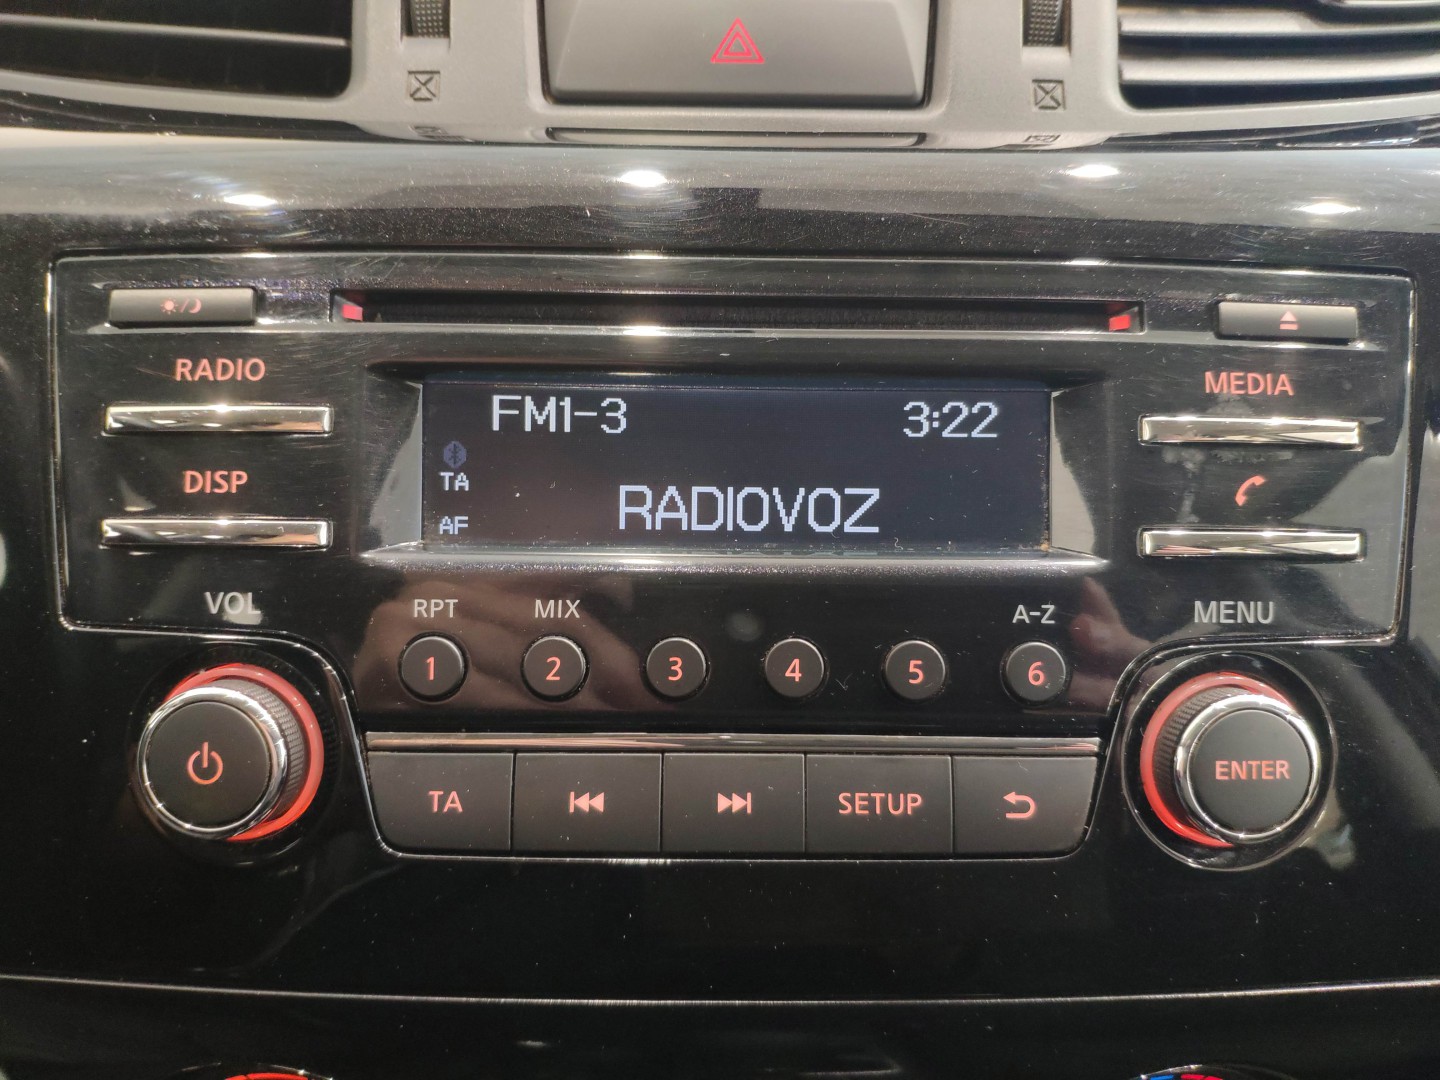 RADIO
MEDIA
FM1-3 3:22
TA
DISP
AF
RADIOVOZ
VOL
RPT MIX A-Z
MENU
1 2 3 4 5 6
ENTER
TA SETUP